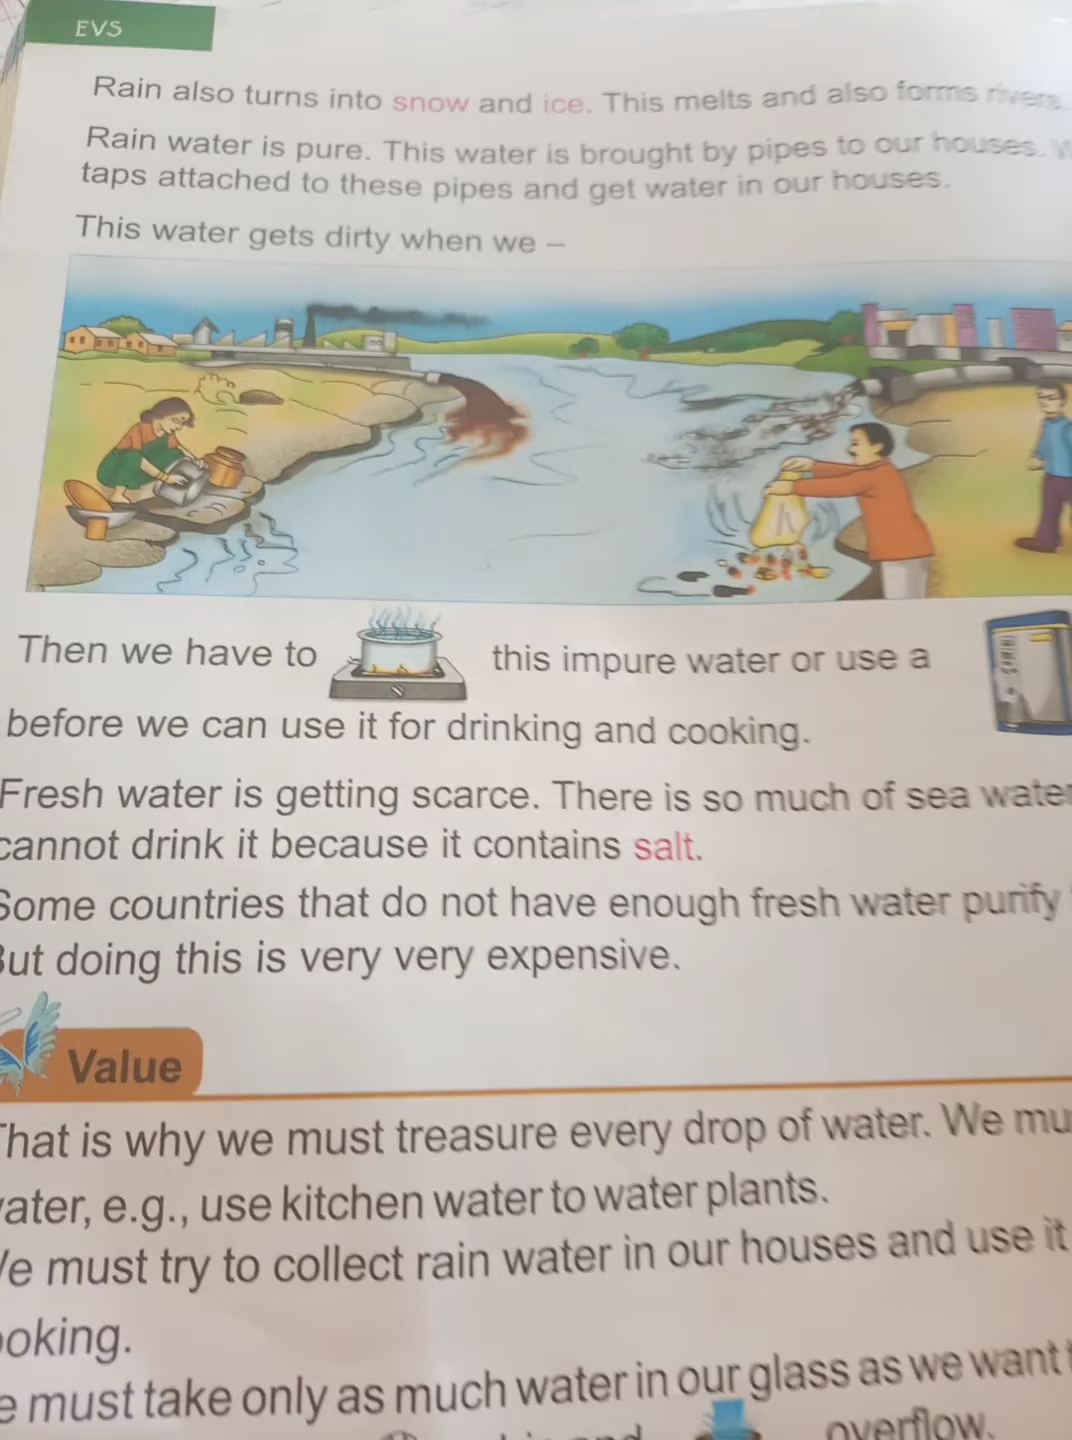 EVS
Rain also turns into snow and ice. This melts and also forms rivers
Rain water is pure. This water is brought by pipes to our houses.
taps attached to these pipes and get water in our houses.
This water gets dirty when we –
Then we have to this impure water or use a
before we can use it for drinking and cooking.
Fresh water is getting scarce. There is so much of sea water
cannot drink it because it contains salt.
Some countries that do not have enough fresh water purify
But doing this is very very expensive.
Value
That is why we must treasure every drop of water. We mu
water, e.g., use kitchen water to water plants.
We must try to collect rain water in our houses and use it
ooking.
e must take only as much water in our glass as we want
overflow.